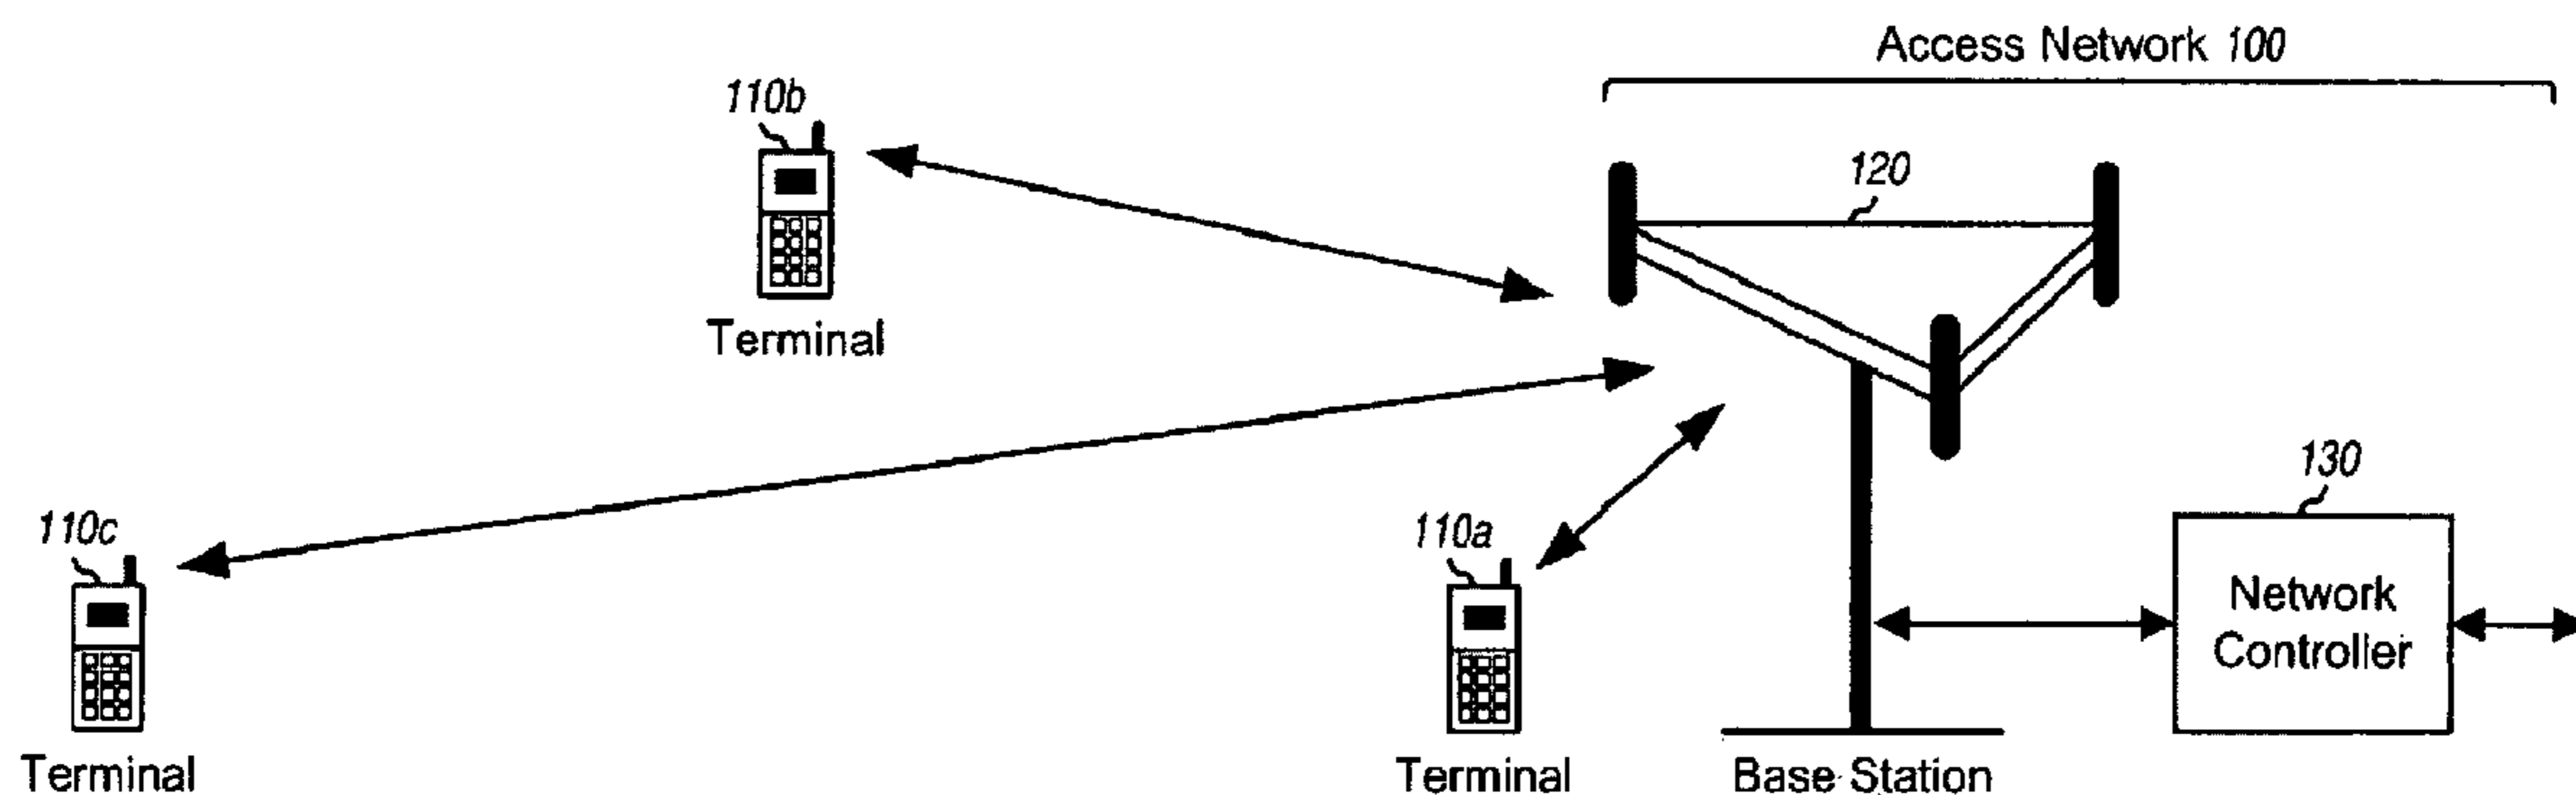 Access Network 100
110b
120
Terminal
130
110c
110a
Network
Controller
Terminal
Terminal
Base Station